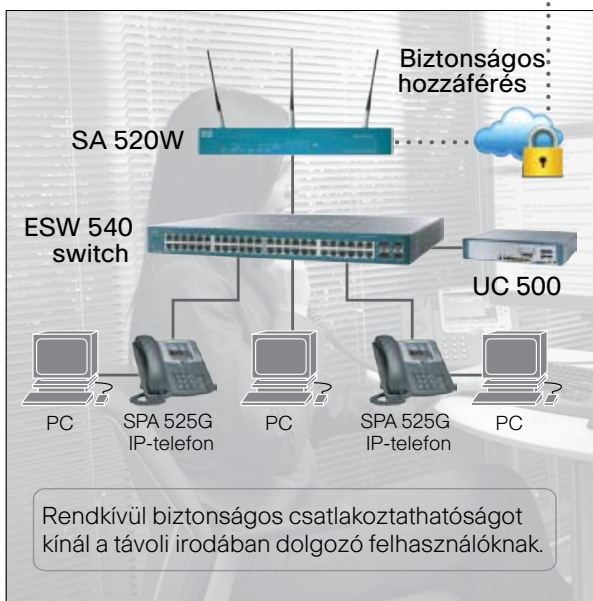 Biztonságos
hozzáférés
SA 520W
ESW 540
switch
UC 500
PC
SPA 525G
IP-telefon
PC
SPA 525G
IP-telefon
PC
Rendkívül biztonságos csatlakoztathatóságot
kínál a távoli irodában dolgozó felhasználóknak.